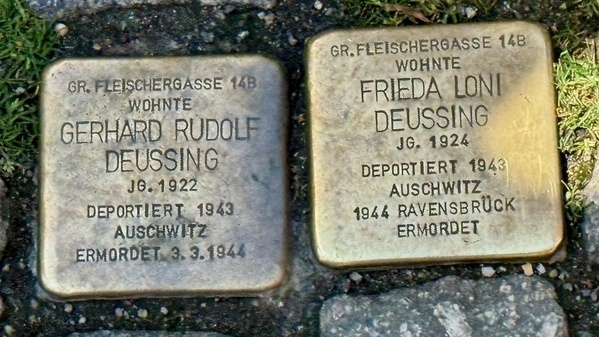 GR. FLEISCHERGASSE 14B
WOHNTE
GERHARD RUDOLF
DEUSSING
JG. 1922
DEPORTIERT 1943
AUSCHWITZ
ERMORDET 3.3.1944
GR. FLEISCHERGASSE 14B
WOHNTE
FRIEDA LONI
DEUSSING
JG. 1924
DEPORTIERT 1943
AUSCHWITZ
1944 RAVENSBRÜCK
ERMORDET